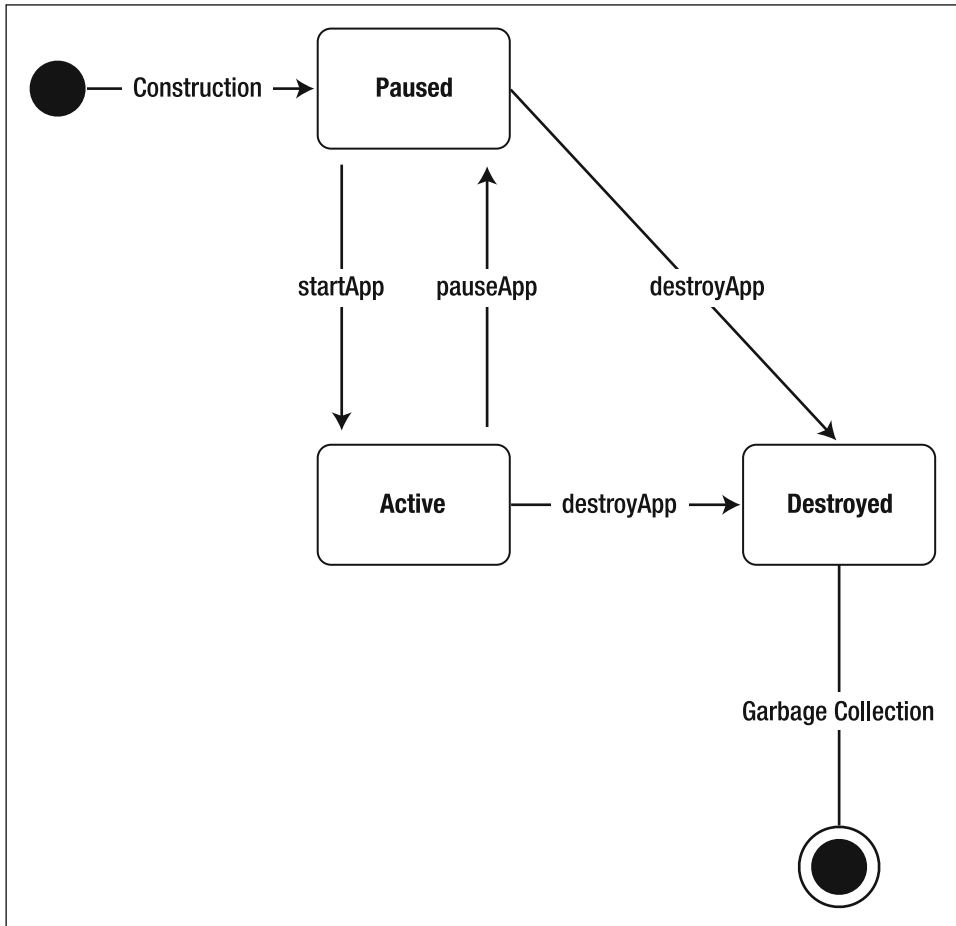 Construction
Paused
startApp
pauseApp
destroyApp
Active
destroyApp
Destroyed
Garbage Collection